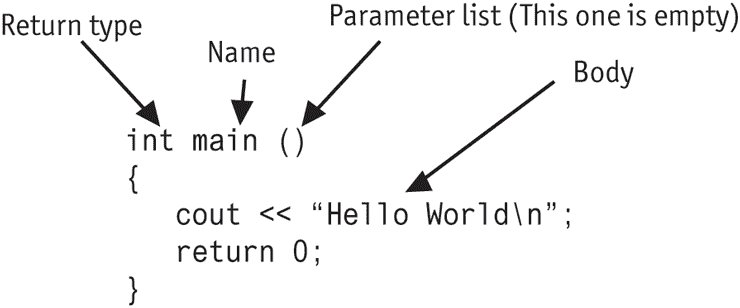 Return type
Name
Parameter list (This one is empty)
Body
int main ()
{
cout << “Hello World\n”;
return 0;
}